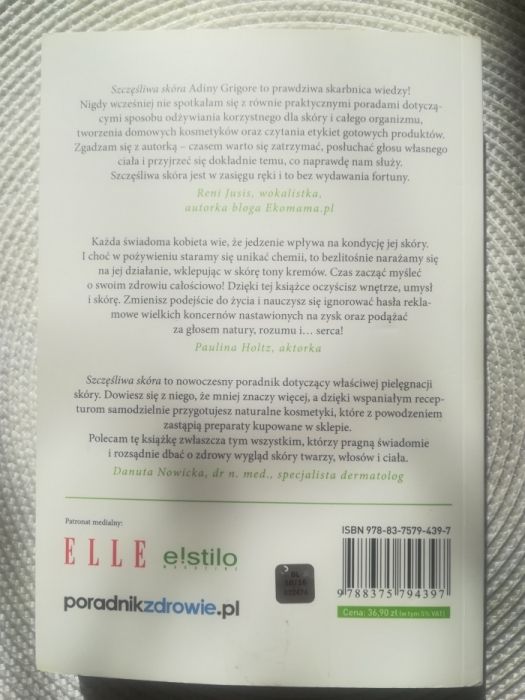 Szczęśliwa skóra Adiny Grigore to prawdziwa skarbnica wiedzy!
Nigdy wcześniej nie spotkałam się z równie praktycznymi poradami dotyczą-
cymi sposobu odżywiania korzystnego dla skóry i całego organizmu,
tworzenia domowych kosmetyków oraz czytania etykiet gotowych produktów.
Zgadzam się z autorką – czasem warto się zatrzymać, posłuchać głosu własnego
ciała i przyjrzeć się dokładnie temu, co naprawdę nam służy.
Szczęśliwa skóra jest w zasięgu ręki i to bez wydawania fortuny.
Reni Jusis, wokalistka,
autorka bloga Ekomama.pl
Każda świadoma kobieta wie, że jedzenie wpływa na kondycję jej skóry.
I choć w pożywieniu staramy się unikać chemii, to bezlitośnie narażamy się
na jej działanie, wklepując w skórę tony kremów. Czas zacząć myśleć
o swoim zdrowiu całościowo! Dzięki tej książce oczyścisz wnętrze, umysł
i skórę. Zmienisz podejście do życia i nauczysz się ignorować hasła rekla-
mowe wielkich koncernów nastawionych na zysk oraz podążać
za głosem natury, rozumu i... serca!
Paulina Holtz, aktorka
Szczęśliwa skóra to nowoczesny poradnik dotyczący właściwej pielęgnacji
skóry. Dowiesz się z niego, że mniej znaczy więcej, a dzięki wspaniałym recep-
turom samodzielnie przygotujesz naturalne kosmetyki, które z powodzeniem
zastąpią preparaty kupowane w sklepie.
Polecam tę książkę zwłaszcza tym wszystkim, którzy pragną świadomie
i rozsądnie dbać o zdrowy wygląd skóry twarzy, włosów i ciała.
Danuta Nowicka, dr n. med., specjalista dermatolog
Patronat medialny:
ELLE e!stilo
MAGAZINE
poradnikzdrowie.pl
ISBN 978-83-7579-439-7
9 788375 794397
Cena: 36,90 zł (w tym 5% VAT)